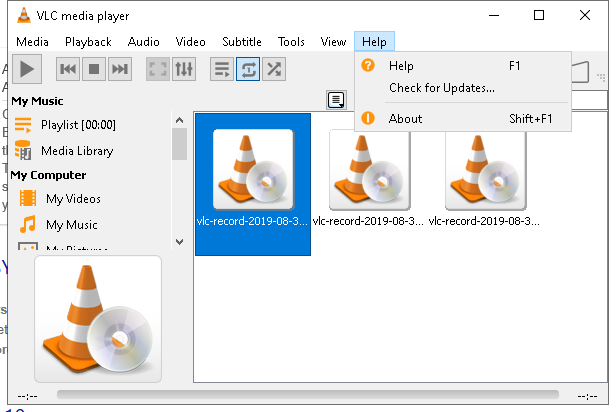 VLC media player
Media Playback Audio Video Subtitle Tools View Help
Help F1
Check for Updates...
About Shift+F1
My Music
Playlist [00:00]
Media Library
My Computer
My Videos
My Music
My Pictures
vlc-record-2019-08-3... vlc-record-2019-08-3... vlc-record-2019-08-3...
--:-- --:--